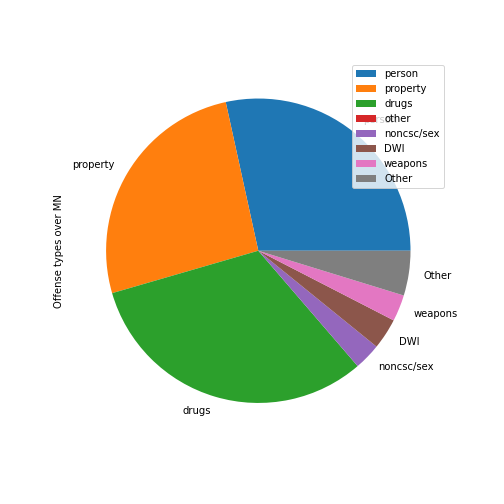 person
property
drugs
other
noncsc/sex
DWI
weapons
Other
property
Offense types over MN
drugs
Other
weapons
DWI
noncsc/sex